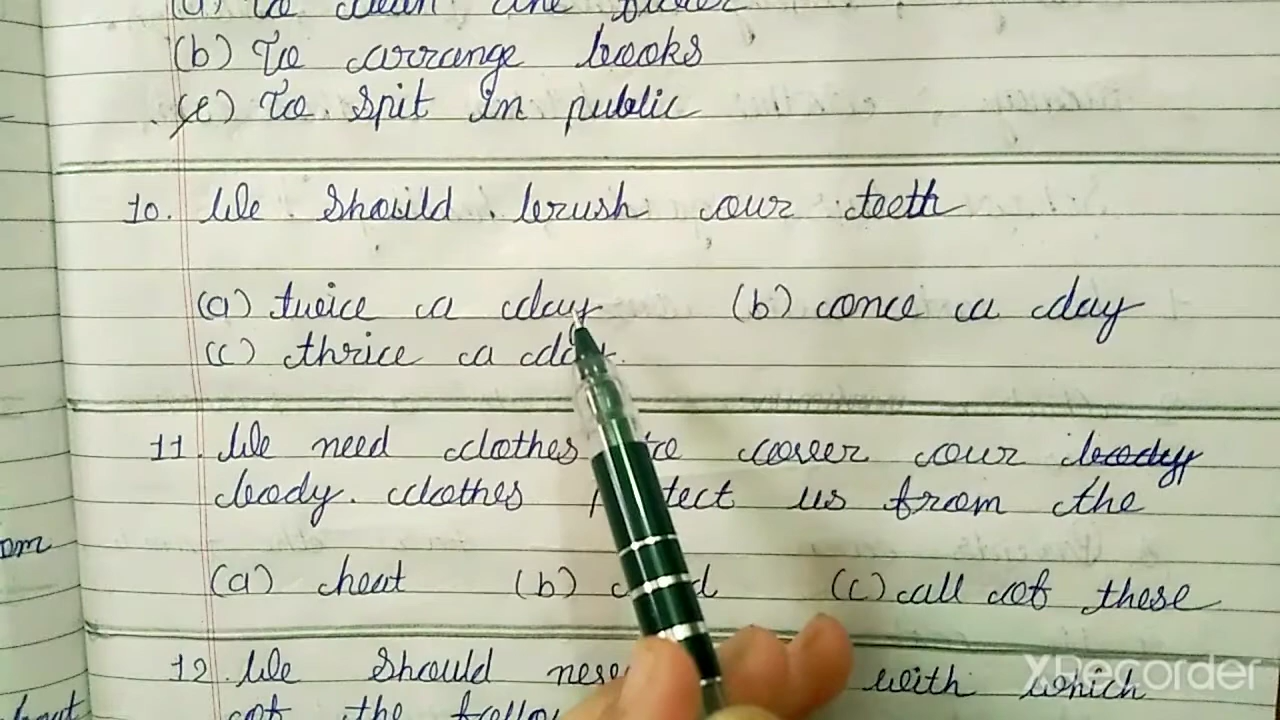 (b) To arrange books
(c) To spit in public
10. We should brush our teeth
(a) twice a day (b) once a day
(c) thrice a day.
11. We need clothes to cover our body
body. clothes protect us from the
om
(a) heat (b) cold (c) all of these
12. We should with which
of the
XRecorder